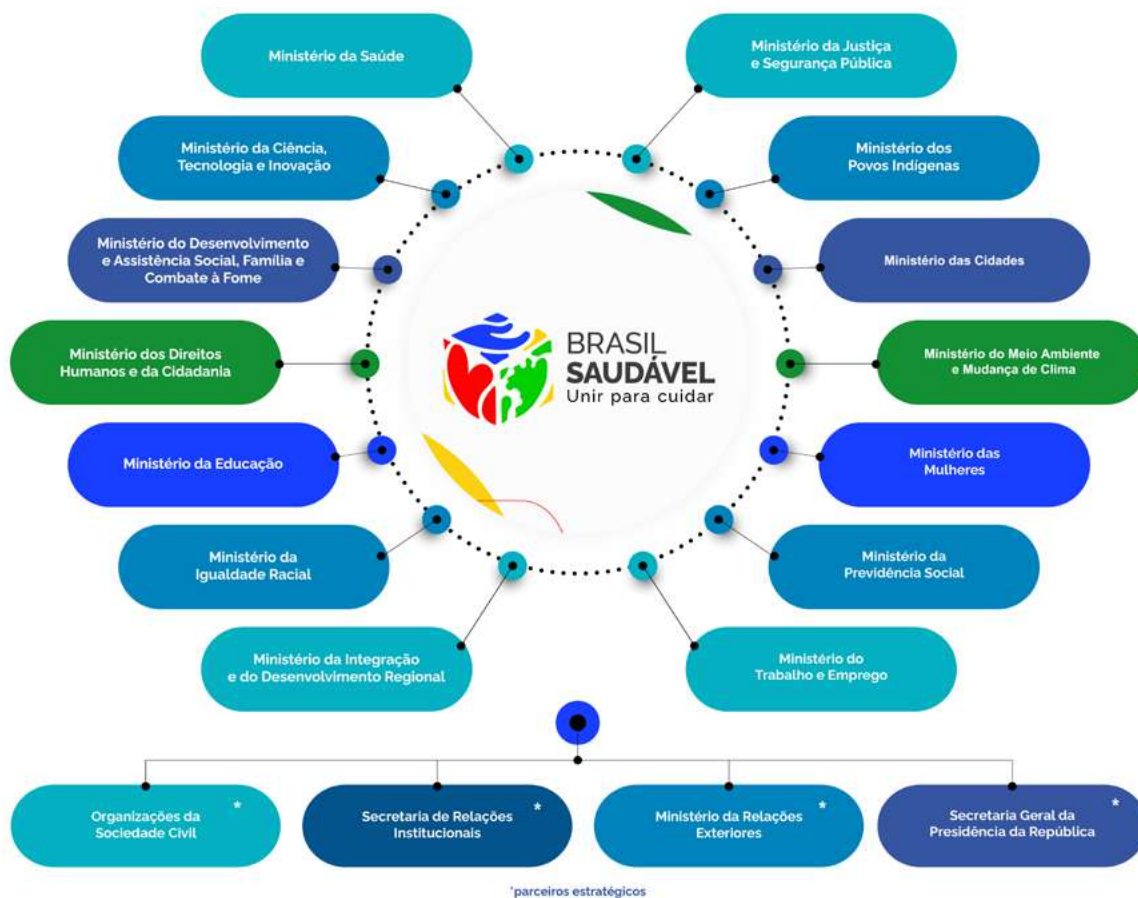 Ministério da Saúde
Ministério da Justiça
e Segurança Pública
Ministério da Ciência,
Tecnologia e Inovação
Ministério dos
Povos Indígenas
Ministério do Desenvolvimento
e Assistência Social, Família e
Combate à Fome
Ministério das Cidades
BRASIL
SAUDÁVEL
Unir para cuidar
Ministério dos Direitos
Humanos e da Cidadania
Ministério do Meio Ambiente
e Mudança de Clima
Ministério da Educação
Ministério das
Mulheres
Ministério da
Igualdade Racial
Ministério da
Previdência Social
Ministério da Integração
e do Desenvolvimento Regional
Ministério do
Trabalho e Emprego
Organizações da *
Sociedade Civil
Secretaria de Relações *
Institucionais
Ministério da Relações *
Exteriores
Secretaria Geral da *
Presidência da República
*parceiros estratégicos